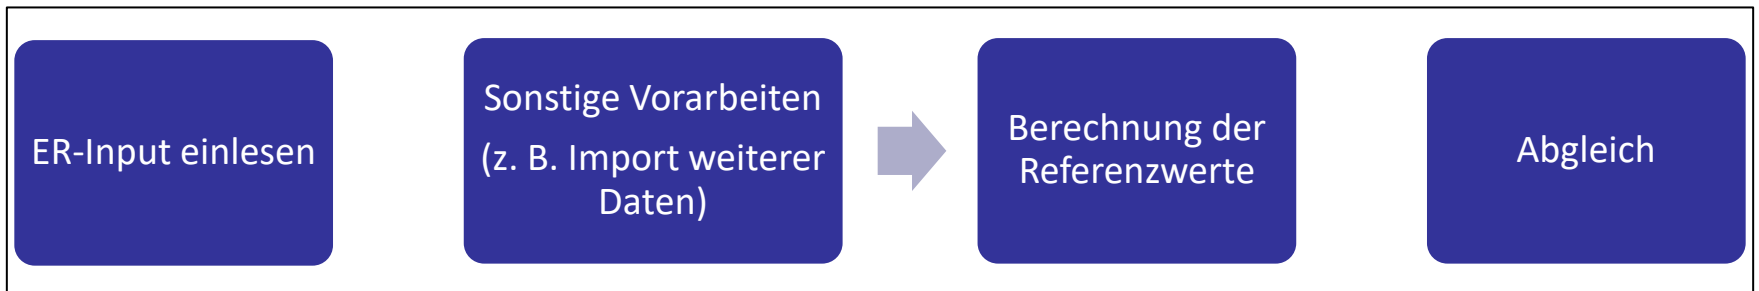 ER-Input einlesen
Sonstige Vorarbeiten
(z. B. Import weiterer
Daten)
Berechnung der
Referenzwerte
Abgleich